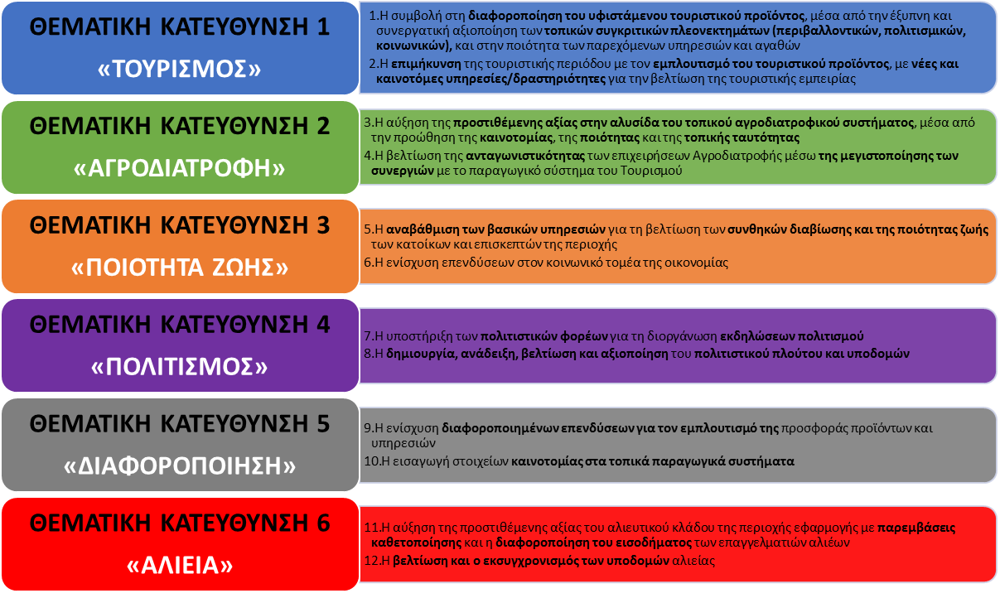 ΘΕΜΑΤΙΚΗ ΚΑΤΕΥΘΥΝΣΗ 1
«ΤΟΥΡΙΣΜΟΣ»
1.Η συμβολή στη διαφοροποίηση του υφιστάμενου τουριστικού προϊόντος, μέσα από την έξυπνη και
συνεργατική αξιοποίηση των τοπικών συγκριτικών πλεονεκτημάτων (περιβαλλοντικών, πολιτισμικών,
κοινωνικών), και στην ποιότητα των παρεχόμενων υπηρεσιών και αγαθών
2.Η επιμήκυνση της τουριστικής περιόδου με τον εμπλουτισμό του τουριστικού προϊόντος, με νέες και
καινοτόμες υπηρεσίες/δραστηριότητες για την βελτίωση της τουριστικής εμπειρίας
ΘΕΜΑΤΙΚΗ ΚΑΤΕΥΘΥΝΣΗ 2
«ΑΓΡΟΔΙΑΤΡΟΦΗ»
3.Η αύξηση της προστιθέμενης αξίας στην αλυσίδα του τοπικού αγροδιατροφικού συστήματος, μέσα από
την προώθηση της καινοτομίας, της ποιότητας και της τοπικής ταυτότητας
4.Η βελτίωση της ανταγωνιστικότητας των επιχειρήσεων Αγροδιατροφής μέσω της μεγιστοποίησης των
συνεργιών με το παραγωγικό σύστημα του Τουρισμού
ΘΕΜΑΤΙΚΗ ΚΑΤΕΥΘΥΝΣΗ 3
«ΠΟΙΟΤΗΤΑ ΖΩΗΣ»
5.Η αναβάθμιση των βασικών υπηρεσιών για τη βελτίωση των συνθηκών διαβίωσης και της ποιότητας ζωής
των κατοίκων και επισκεπτών της περιοχής
6.Η ενίσχυση επενδύσεων στον κοινωνικό τομέα της οικονομίας
ΘΕΜΑΤΙΚΗ ΚΑΤΕΥΘΥΝΣΗ 4
«ΠΟΛΙΤΙΣΜΟΣ»
7.Η υποστήριξη των πολιτιστικών φορέων για τη διοργάνωση εκδηλώσεων πολιτισμού
8.Η δημιουργία, ανάδειξη, βελτίωση και αξιοποίηση του πολιτιστικού πλούτου και υποδομών
ΘΕΜΑΤΙΚΗ ΚΑΤΕΥΘΥΝΣΗ 5
«ΔΙΑΦΟΡΟΠΟΙΗΣΗ»
9.Η ενίσχυση διαφοροποιημένων επενδύσεων για τον εμπλουτισμό της προσφοράς προϊόντων και
υπηρεσιών
10.Η εισαγωγή στοιχείων καινοτομίας στα τοπικά παραγωγικά συστήματα
ΘΕΜΑΤΙΚΗ ΚΑΤΕΥΘΥΝΣΗ 6
«ΑΛΙΕΙΑ»
11.Η αύξηση της προστιθέμενης αξίας του αλιευτικού κλάδου της περιοχής εφαρμογής με παρεμβάσεις
καθετοποίησης και η διαφοροποίηση του εισοδήματος των επαγγελματιών αλιέων
12.Η βελτίωση και ο εκσυγχρονισμός των υποδομών αλιείας